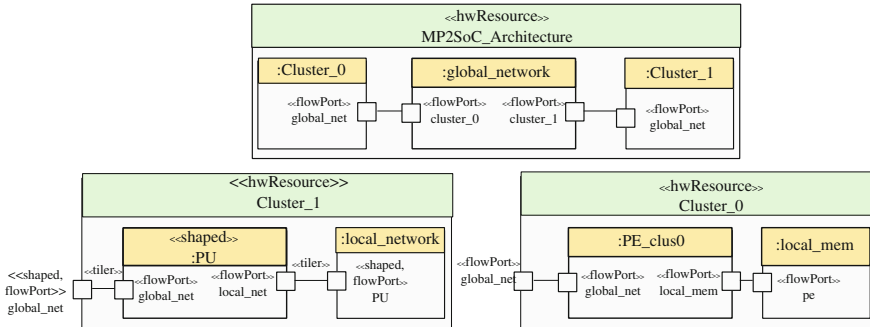 <<hwResource>>
MP2SoC_Architecture
:Cluster_0
:global_network
:Cluster_1
<<flowPort>>
global_net
<<flowPort>>
cluster_0
<<flowPort>>
cluster_1
<<flowPort>>
global_net
<<hwResource>>
Cluster_1
<<shaped>>
:PU
:local_network
<<shaped,
flowPort>>
global_net
<<tiler>>
<<flowPort>>
global_net
<<flowPort>>
local_net
<<tiler>>
<<shaped,
flowPort>>
PU
<<hwResource>>
Cluster_0
:PE_clus0
:local_mem
<<flowPort>>
global_net
<<flowPort>>
global_net
<<flowPort>>
local_mem
<<flowPort>>
pe